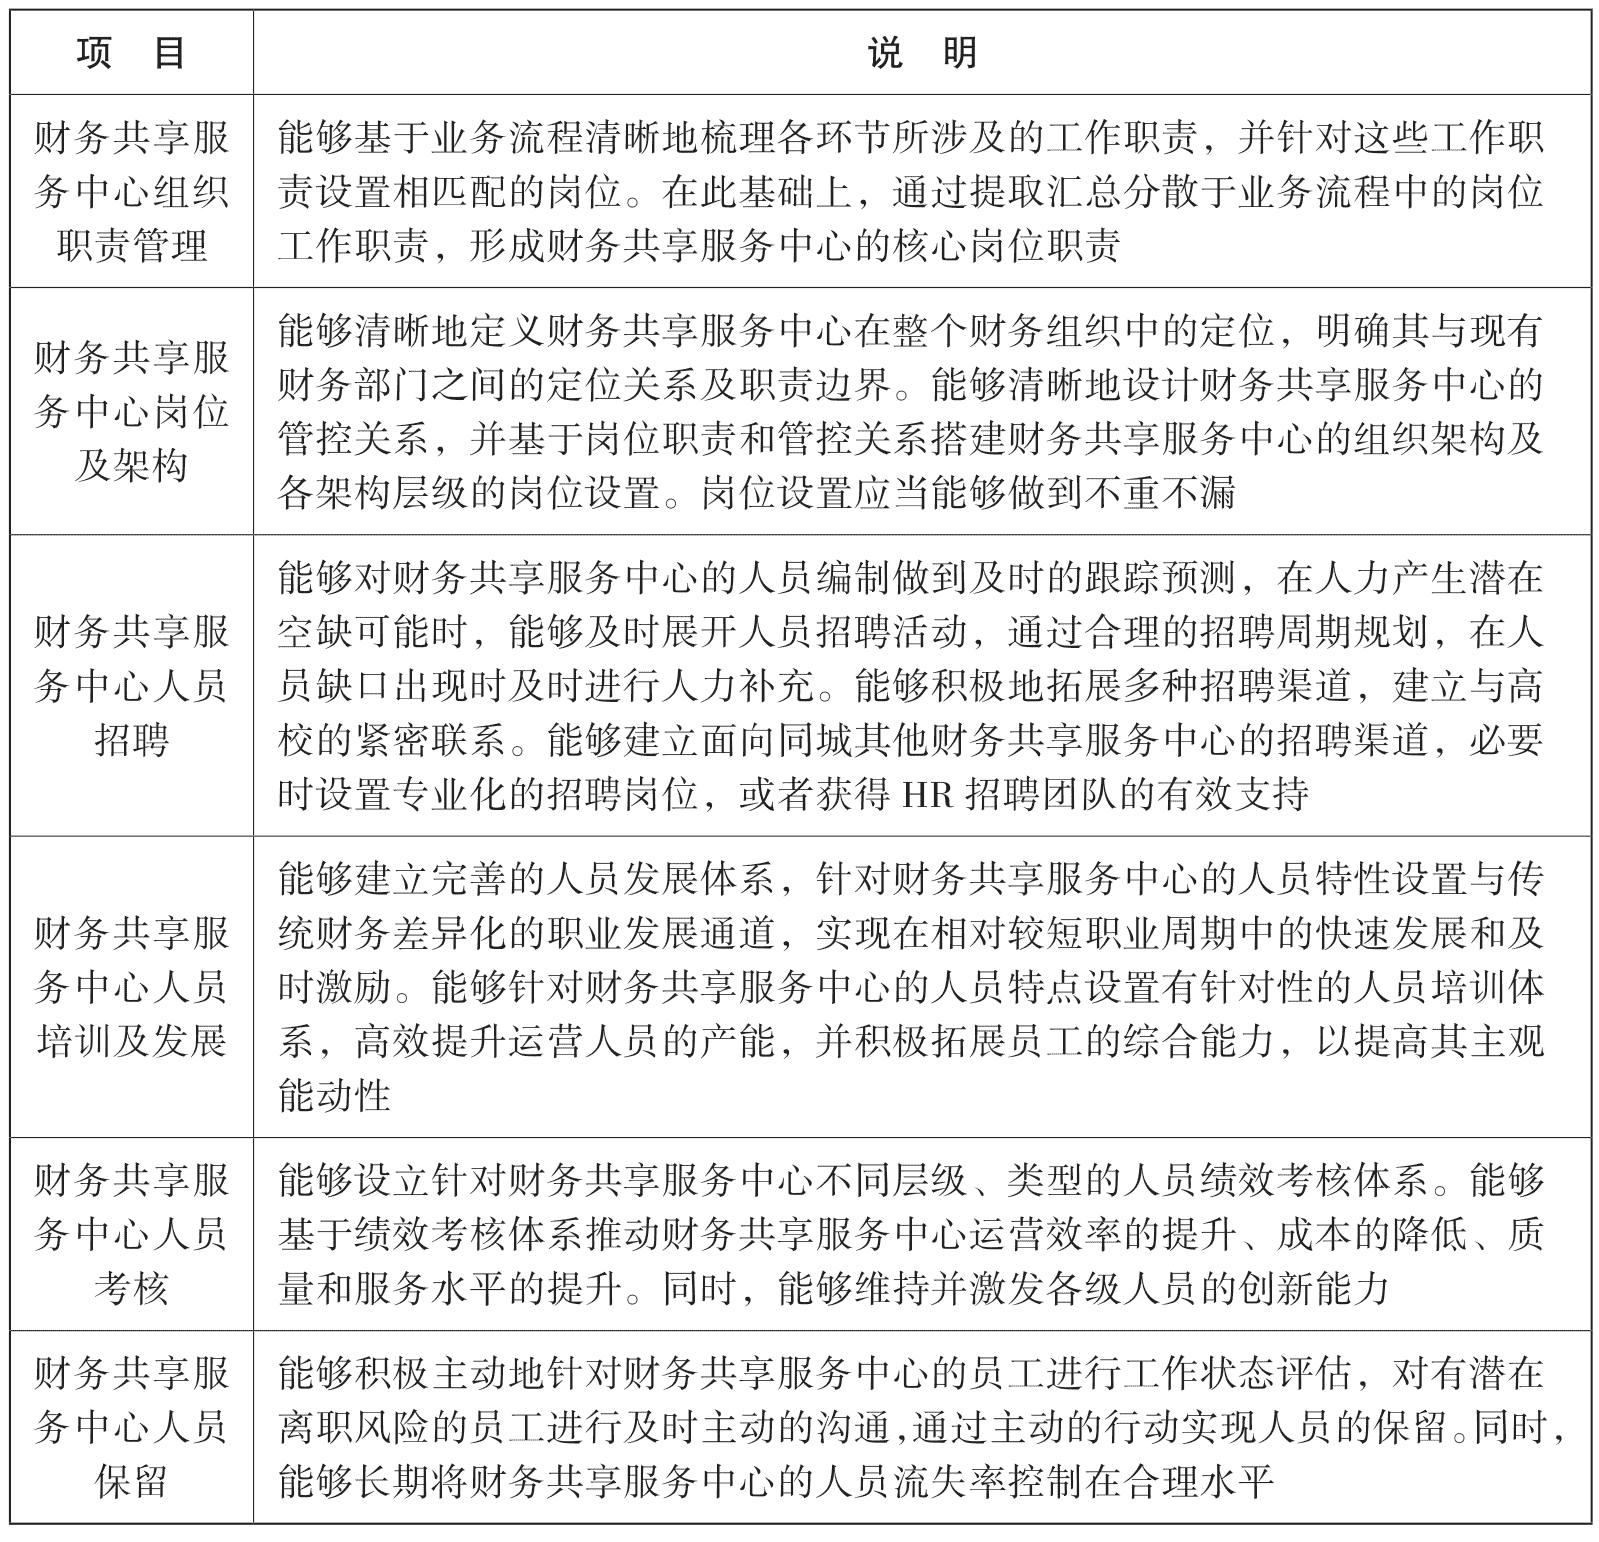 项 目
说 明
财务共享服
务中心组织
职责管理
能够基于业务流程清晰地梳理各环节所涉及的工作职责，并针对这些工作职
责设置相匹配的岗位。在此基础上，通过提取汇总分散于业务流程中的岗位
工作职责，形成财务共享服务中心的核心岗位职责
财务共享服
务中心岗位
及架构
能够清晰地定义财务共享服务中心在整个财务组织中的定位，明确其与现有
财务部门之间的定位关系及职责边界。能够清晰地设计财务共享服务中心的
管控关系，并基于岗位职责和管控关系搭建财务共享服务中心的组织架构及
各架构层级的岗位设置。岗位设置应当能够做到不重不漏
财务共享服
务中心人员
招聘
能够对财务共享服务中心的人员编制做到及时的跟踪预测，在人力产生潜在
空缺可能时，能够及时展开人员招聘活动，通过合理的招聘周期规划，在人
员缺口出现时及时进行人力补充。能够积极地拓展多种招聘渠道，建立与高
校的紧密联系。能够建立面向同城其他财务共享服务中心的招聘渠道，必要
时设置专业化的招聘岗位，或者获得 HR 招聘团队的有效支持
财务共享服
务中心人员
培训及发展
能够建立完善的人员发展体系，针对财务共享服务中心的人员特性设置与传
统财务差异化的职业发展通道，实现在相对较短职业周期中的快速发展和及
时激励。能够针对财务共享服务中心的人员特点设置有针对性的人员培训体
系，高效提升运营人员的产能，并积极拓展员工的综合能力，以提高其主观
能动性
财务共享服
务中心人员
考核
能够设立针对财务共享服务中心不同层级、类型的人员绩效考核体系。能够
基于绩效考核体系推动财务共享服务中心运营效率的提升、成本的降低、质
量和服务水平的提升。同时，能够维持并激发各级人员的创新能力
财务共享服
务中心人员
保留
能够积极主动地针对财务共享服务中心的员工进行工作状态评估，对有潜在
离职风险的员工进行及时主动的沟通，通过主动的行动实现人员的保留。同时，
能够长期将财务共享服务中心的人员流失率控制在合理水平